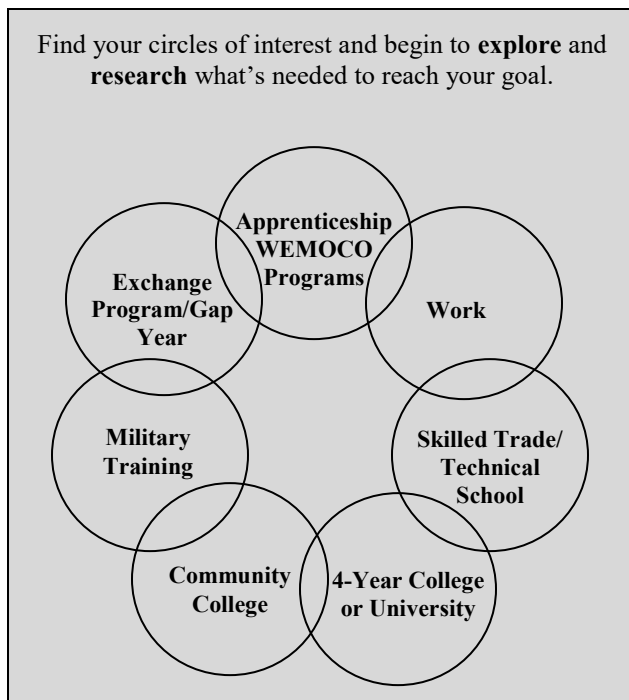 Find your circles of interest and begin to explore and
research what's needed to reach your goal.
Apprenticeship
WEMOCO
Programs
Exchange
Program/Gap
Year
Work
Military
Training
Skilled Trade/
Technical
School
Community
College
4-Year College
or University